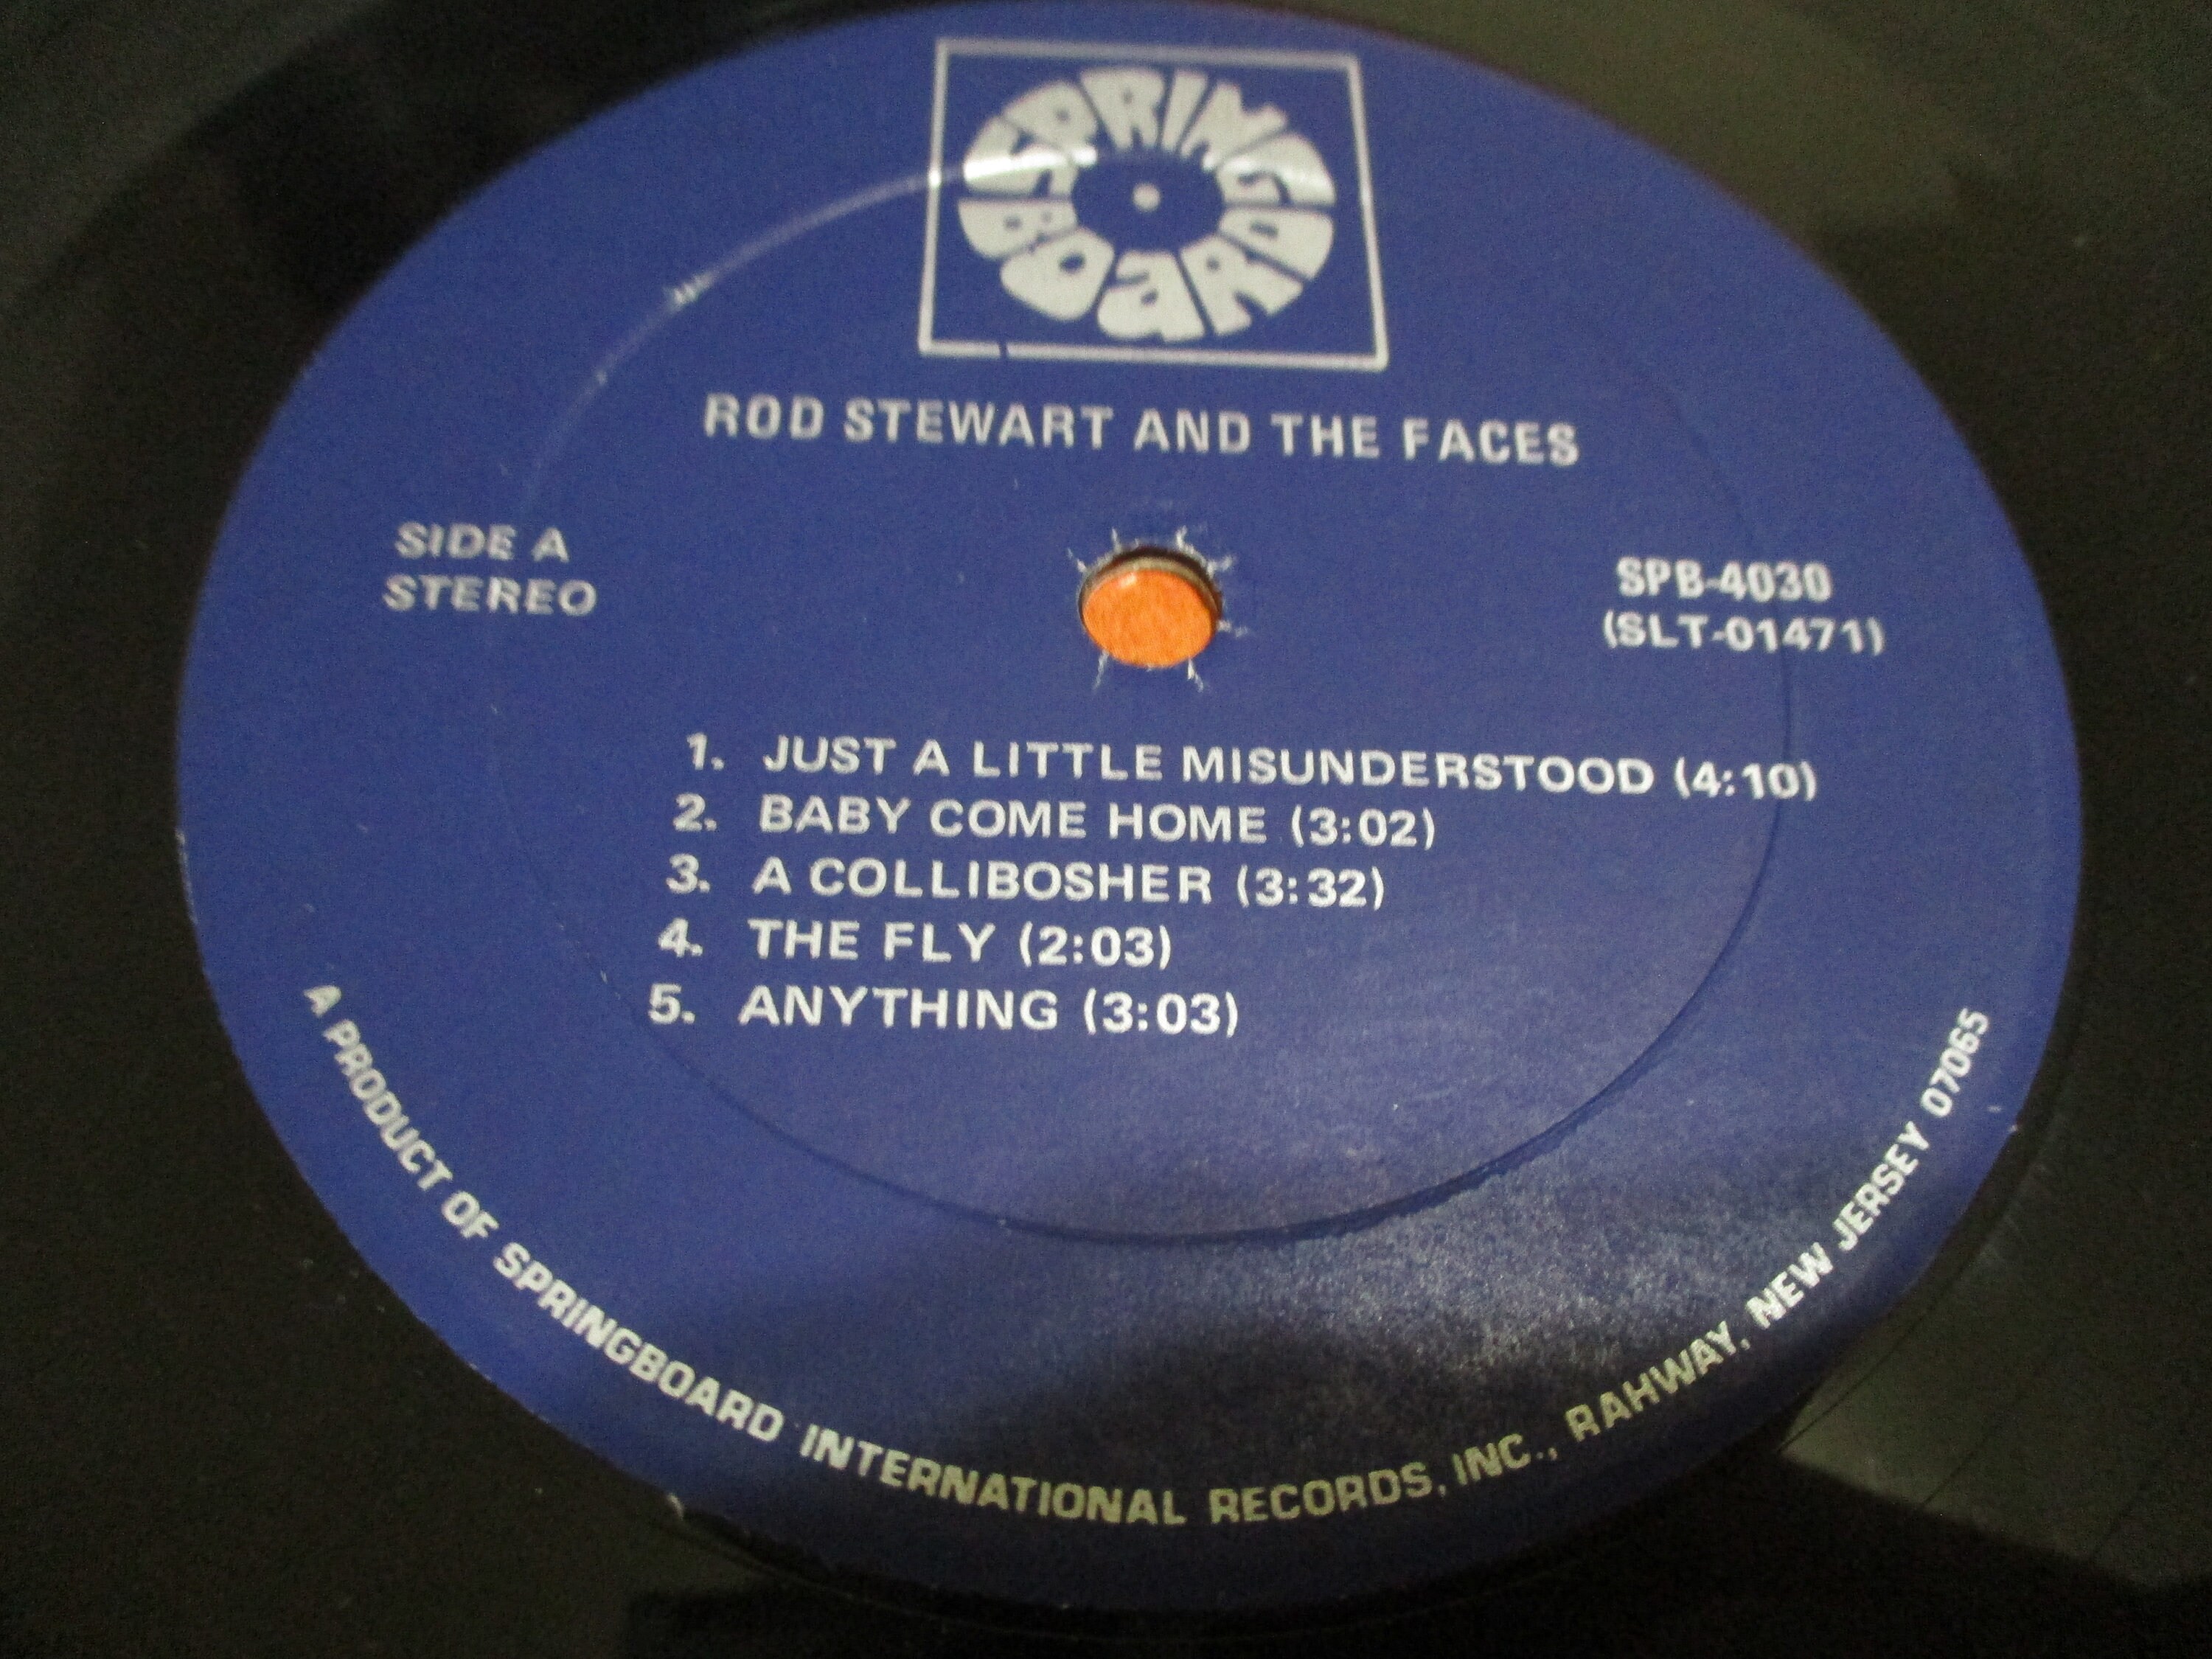 SPRINGBOARD
ROD STEWART AND THE FACES
SIDE A
STEREO
SPB-4030
(SLT-01471)
1. JUST A LITTLE MISUNDERSTOOD (4:10)
2. BABY COME HOME (3:02)
3. A COLLIBOSHER (3:32)
4. THE FLY (2:03)
5. ANYTHING (3:03)
A PRODUCT OF SPRINGBOARD INTERNATIONAL RECORDS, INC., RAHWAY, NEW JERSEY 07065